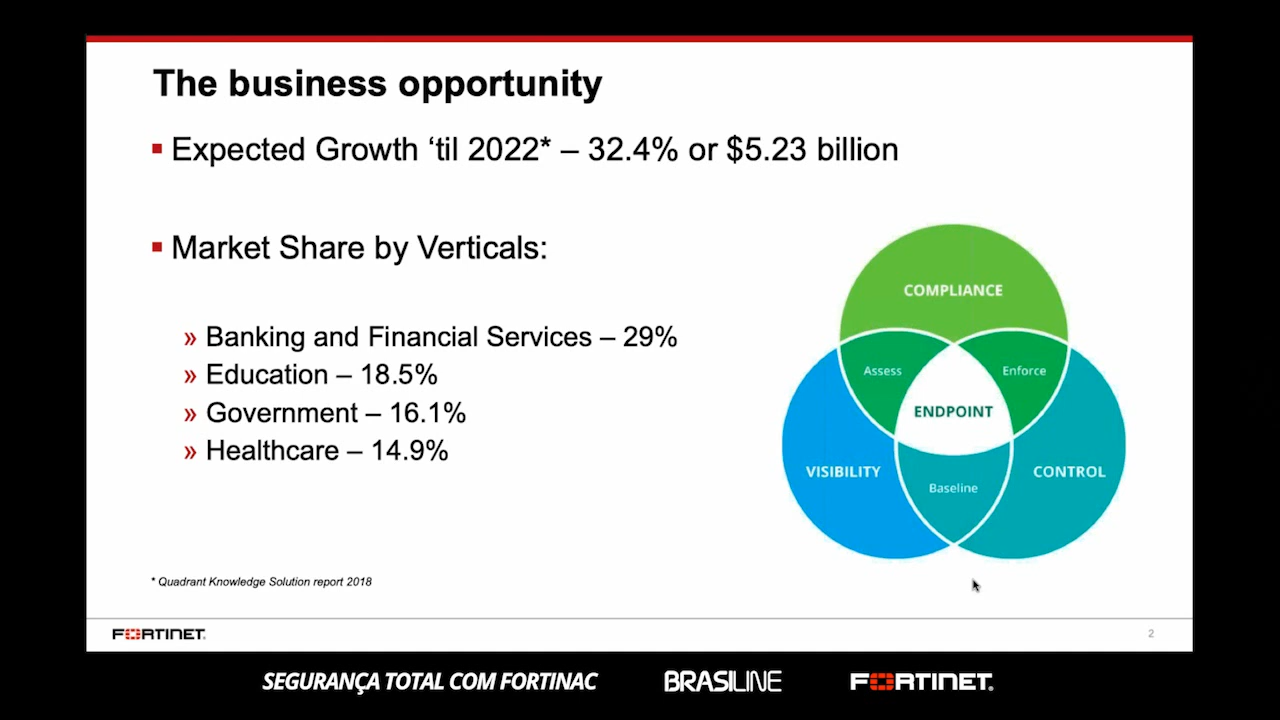 The business opportunity
▪ Expected Growth ‘til 2022* – 32.4% or $5.23 billion
▪ Market Share by Verticals:
» Banking and Financial Services – 29%
» Education – 18.5%
» Government – 16.1%
» Healthcare – 14.9%
COMPLIANCE
Assess
Enforce
ENDPOINT
VISIBILITY
CONTROL
Baseline
* Quadrant Knowledge Solution report 2018
FORTINET
2
SEGURANÇA TOTAL COM FORTINAC
BRASILINE
FORTINET